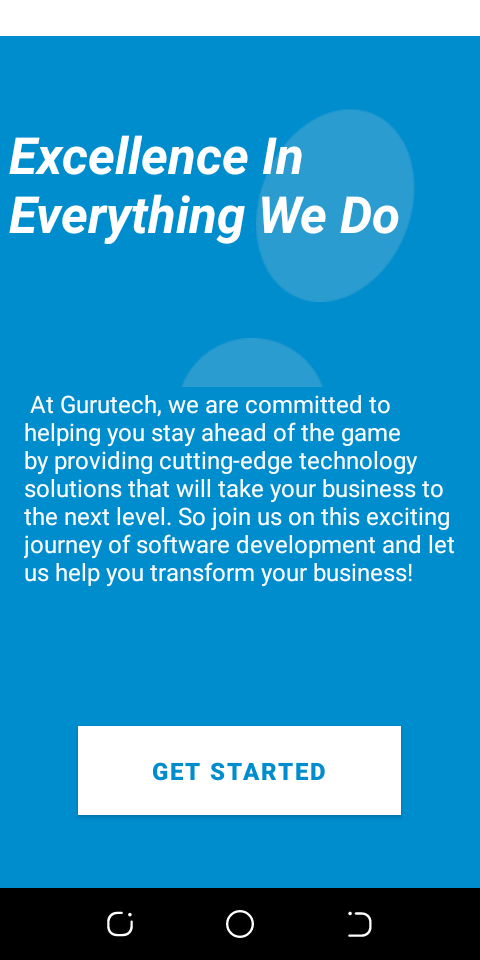 Excellence In
Everything We Do
At Gurutech, we are committed to
helping you stay ahead of the game
by providing cutting-edge technology
solutions that will take your business to
the next level. So join us on this exciting
journey of software development and let
us help you transform your business!
GET STARTED